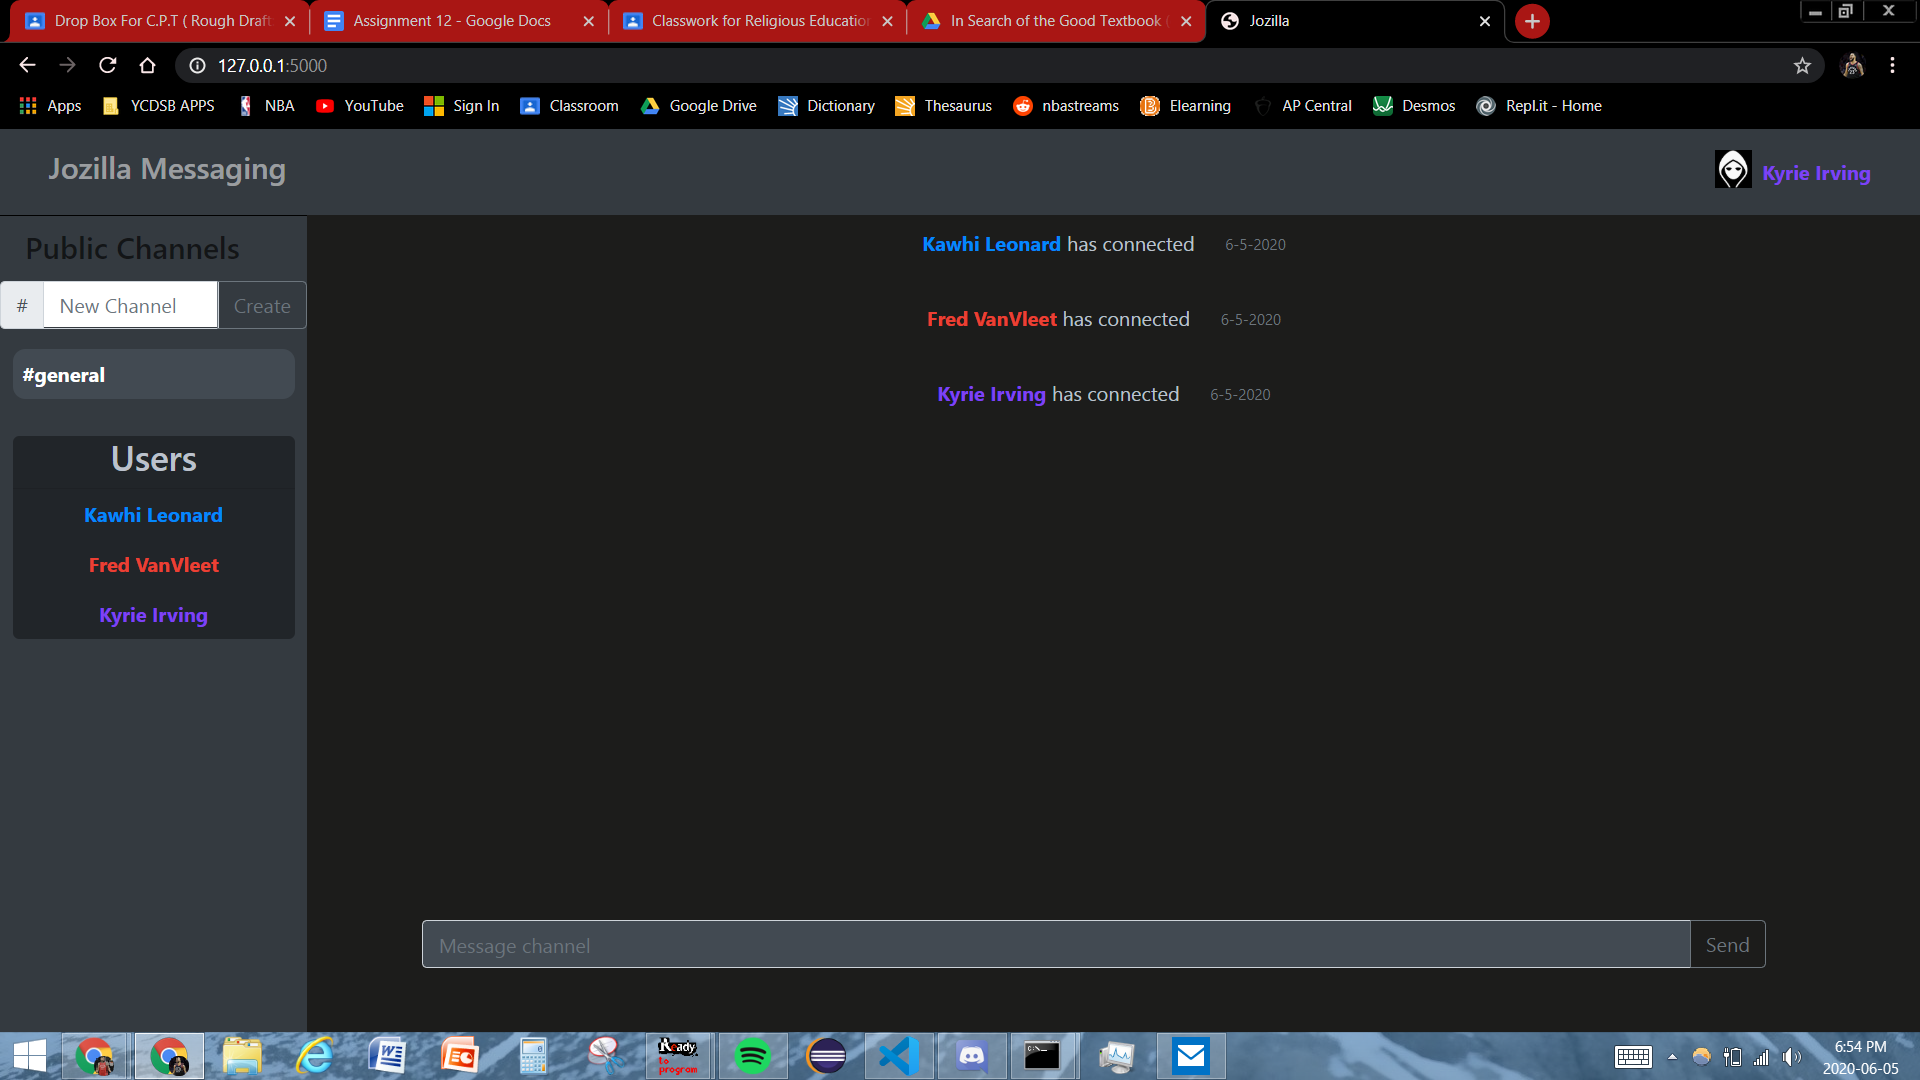 Drop Box For C.P.T ( Rough Draft
Assignment 12 - Google Docs
Classwork for Religious Education
In Search of the Good Textbook (
Jozilla
127.0.0.1:5000
Apps
YCDSB APPS
NBA
YouTube
Sign In
Classroom
Google Drive
Dictionary
Thesaurus
nbastreams
Elearning
AP Central
Desmos
Repl.it - Home
Jozilla Messaging
Kyrie Irving
Public Channels
# New Channel Create
#general
Users
Kawhi Leonard
Fred VanVleet
Kyrie Irving
Kawhi Leonard has connected 6-5-2020
Fred VanVleet has connected 6-5-2020
Kyrie Irving has connected 6-5-2020
Message channel Send
Ready
to
program
6:54 PM
2020-06-05